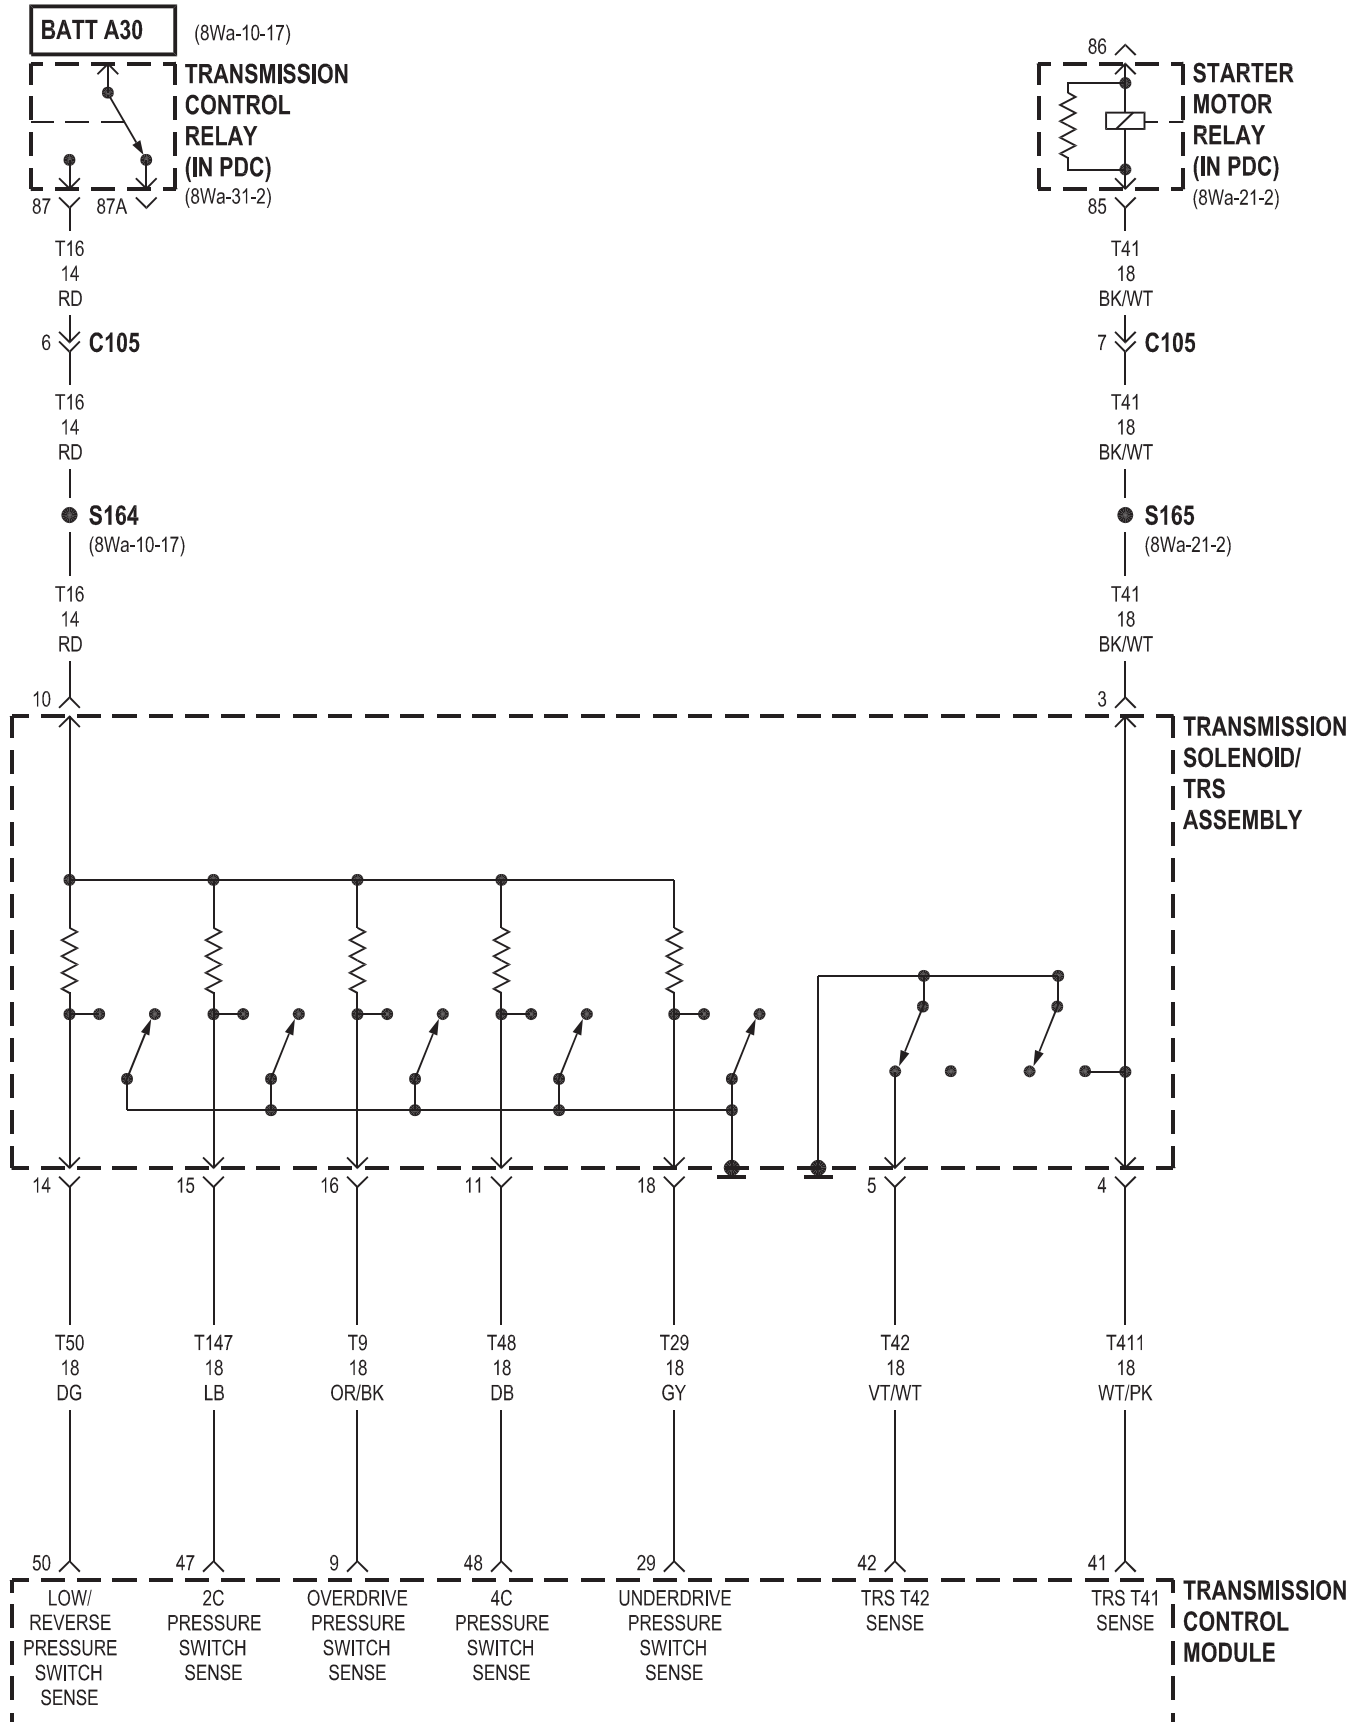 BATT A30
(8Wa-10-17)
TRANSMISSION
CONTROL
RELAY
(IN PDC)
(8Wa-31-2)
87
87A
86
STARTER
MOTOR
RELAY
(IN PDC)
(8Wa-21-2)
85
T16
14
RD
T41
18
BK/WT
6
C105
7
C105
T16
14
RD
T41
18
BK/WT
S164
(8Wa-10-17)
S165
(8Wa-21-2)
T16
14
RD
T41
18
BK/WT
10
3
TRANSMISSION
SOLENOID/
TRS
ASSEMBLY
14
15
16
11
18
5
4
T50
18
DG
T147
18
LB
T9
18
OR/BK
T48
18
DB
T29
18
GY
T42
18
VT/WT
T411
18
WT/PK
50
47
9
48
29
42
41
LOW/
REVERSE
PRESSURE
SWITCH
SENSE
2C
PRESSURE
SWITCH
SENSE
OVERDRIVE
PRESSURE
SWITCH
SENSE
4C
PRESSURE
SWITCH
SENSE
UNDERDRIVE
PRESSURE
SWITCH
SENSE
TRS T42
SENSE
TRS T41
SENSE
TRANSMISSION
CONTROL
MODULE